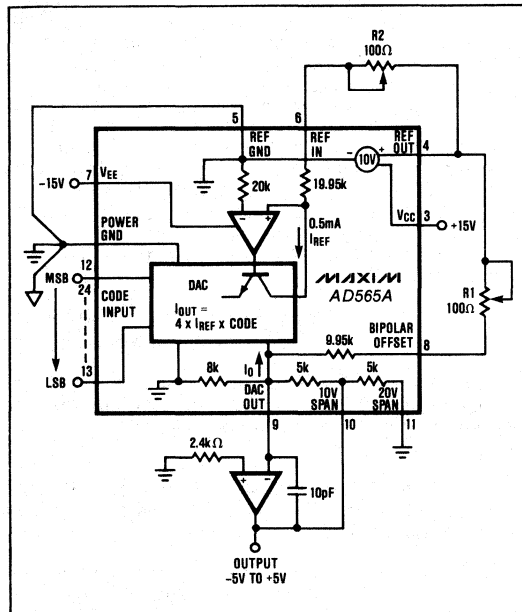 R2
100Ω
5
6
REF
GND
REF
IN
REF
OUT
4
- 10V +
7
VEE
-15V
20k
19.95k
VCC
3
+15V
POWER
GND
0.5mA
IREF
MSB
12
24
CODE
INPUT
13
LSB
DAC
IOUT =
4 x IREF x CODE
MAXIM
AD565A
R1
100Ω
BIPOLAR
OFFSET
8
9.95k
IO
8k
5k
5k
DAC
OUT
10V
SPAN
20V
SPAN
9
10
11
2.4kΩ
+ -
10pF
OUTPUT
-5V TO +5V